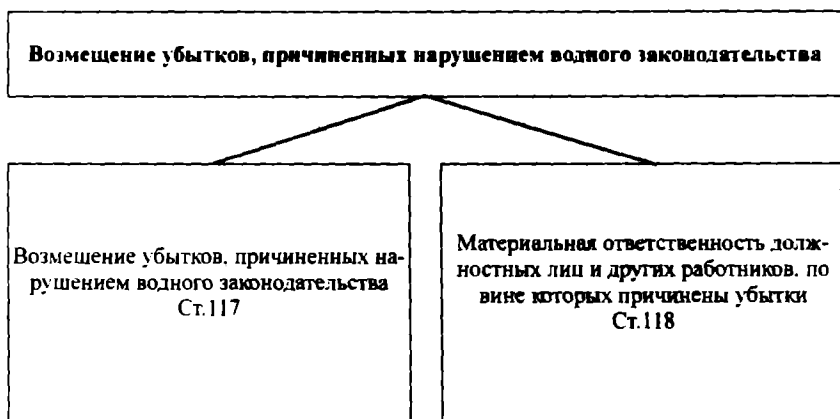 Возмещение убытков, причиненных нарушением водного законодательства
Возмещение убытков, причиненных на-
рушением водного законодательства
Ст.117
Материальная ответственность долж-
ностных лиц и других работников, по
вине которых причинены убытки
Ст.118